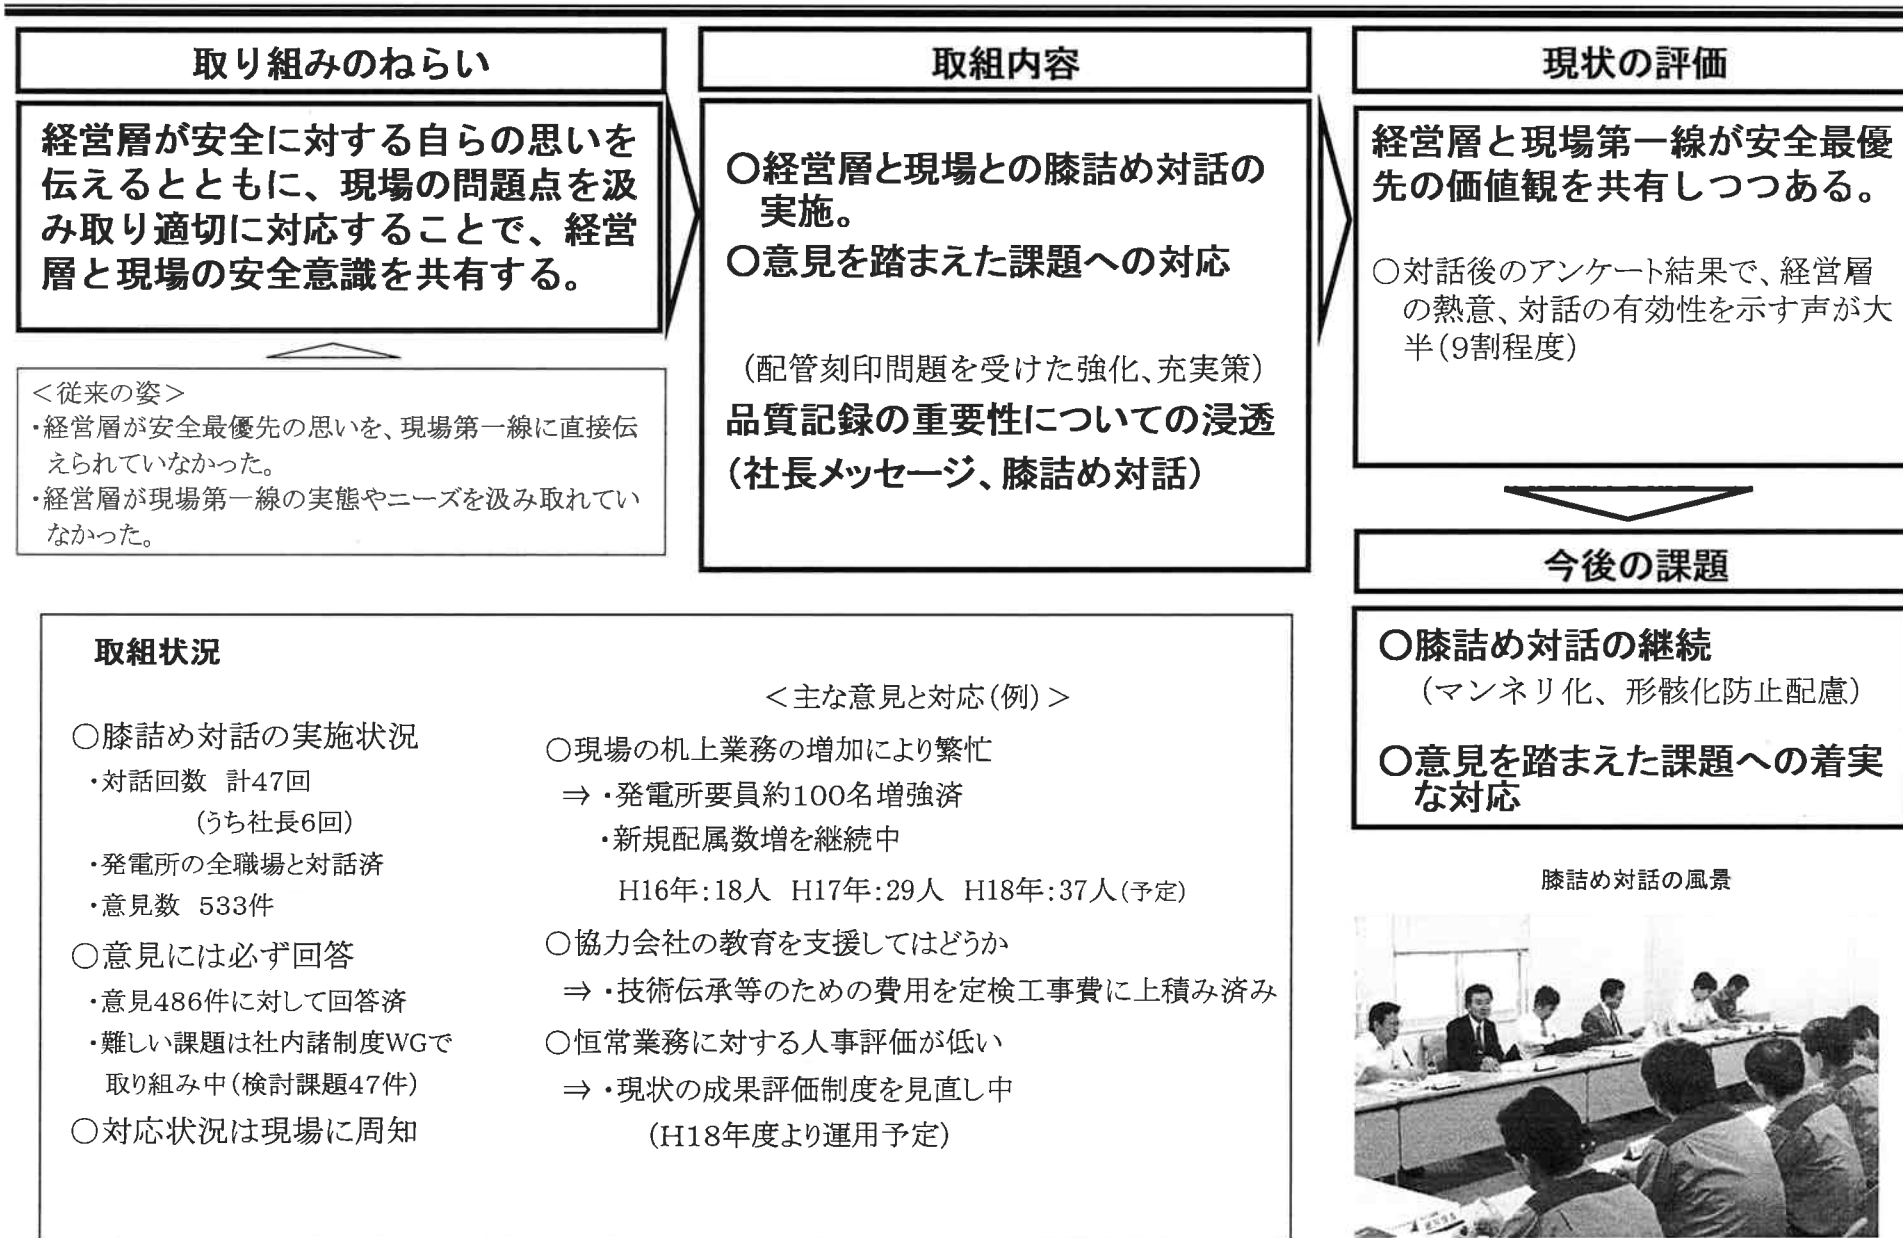 取り組みのねらい
経営層が安全に対する自らの思いを
伝えるとともに、現場の問題点を汲
み取り適切に対応することで、経営
層と現場の安全意識を共有する。
＜従来の姿＞
・経営層が安全最優先の思いを、現場第一線に直接伝
えられていなかった。
・経営層が現場第一線の実態やニーズを汲み取れてい
なかった。
取組内容
○経営層と現場との膝詰め対話の
実施。
○意見を踏まえた課題への対応
（配管刻印問題を受けた強化、充実策）
品質記録の重要性についての浸透
（社長メッセージ、膝詰め対話）
現状の評価
経営層と現場第一線が安全最優
先の価値観を共有しつつある。
○対話後のアンケート結果で、経営層
の熱意、対話の有効性を示す声が大
半（9割程度）
今後の課題
○膝詰め対話の継続
（マンネリ化、形骸化防止配慮）
○意見を踏まえた課題への着実
な対応
取組状況
○膝詰め対話の実施状況
・対話回数 計47回
（うち社長6回）
・発電所の全職場と対話済
・意見数 533件
○意見には必ず回答
・意見486件に対して回答済
・難しい課題は社内諸制度WGで
取り組み中（検討課題47件）
○対応状況は現場に周知
＜主な意見と対応（例）＞
○現場の机上業務の増加により繁忙
⇒ ・発電所要員約100名増強済
・新規配属数増を継続中
H16年：18人 H17年：29人 H18年：37人（予定）
○協力会社の教育を支援してはどうか
⇒ ・技術伝承等のための費用を定検工事費に上積み済み
○恒常業務に対する人事評価が低い
⇒ ・現状の成果評価制度を見直し中
（H18年度より運用予定）
膝詰め対話の風景